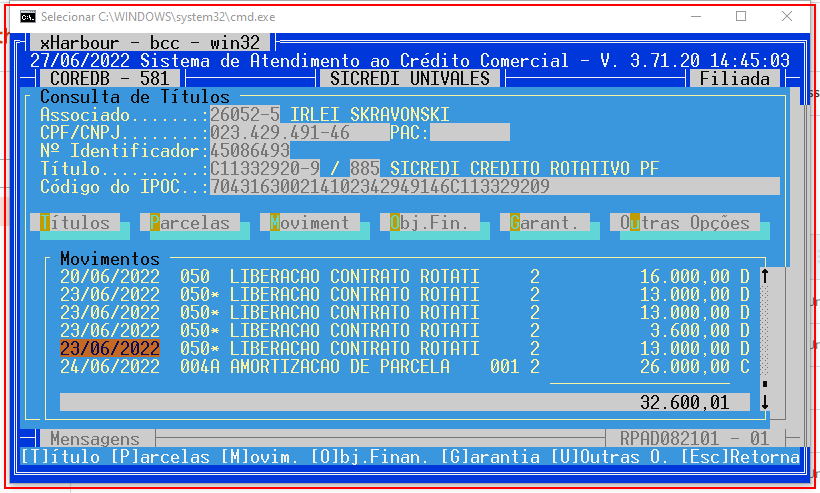 Selecionar C:\WINDOWS\system32\cmd.exe
xHarbour - bcc - win32
27/06/2022 Sistema de Atendimento ao Crédito Comercial - V. 3.71.20 14:45:03
COREDB - 581 SICREDI UNIVALES Filiada
Consulta de Títulos
Associado.......:26052-5 IRLEI SKRAVONSKI
CPF/CNPJ........:023.429.491-46 PAC:
Nº Identificador:45086493
Título..........:C11332920-9 / 885 SICREDI CREDITO ROTATIVO PF
Código do IPOC..:70431630021410234294 9146C113329209
Títulos Parcelas Moviment Obj.Fin. Garant. Outras Opções
Movimentos
20/06/2022 050 LIBERACAO CONTRATO ROTATI 2 16.000,00 D
23/06/2022 050* LIBERACAO CONTRATO ROTATI 2 13.000,00 D
23/06/2022 050* LIBERACAO CONTRATO ROTATI 2 13.000,00 D
23/06/2022 050* LIBERACAO CONTRATO ROTATI 2 3.600,00 D
23/06/2022 050* LIBERACAO CONTRATO ROTATI 2 13.000,00 D
24/06/2022 004A AMORTIZACAO DE PARCELA 001 2 26.000,00 C
32.600,01
Mensagens RPAD082101 - 01
[T]ítulo [P]arcelas [M]ovim. [O]bj.Finan. [G]arantia [U]Outras O. [Esc]Retorna